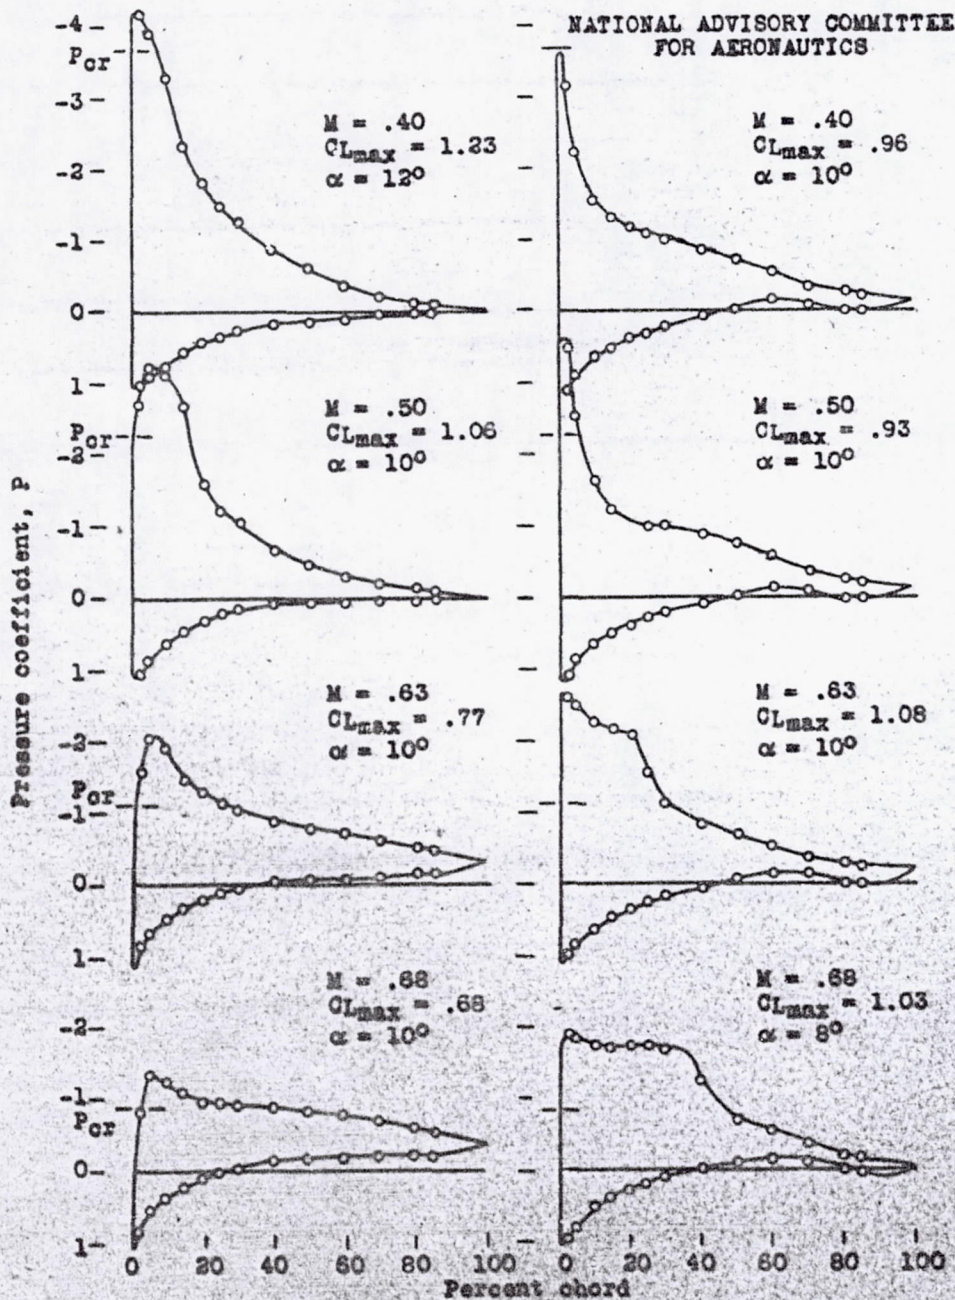 NATIONAL ADVISORY COMMITTEE
FOR AERONAUTICS
-4
Pcr
-3
-2
-1
0
1
M = .40
CLmax = 1.23
α = 12°
M = .40
CLmax = .96
α = 10°
Pcr
-2
-1
0
1
M = .50
CLmax = 1.06
α = 10°
M = .50
CLmax = .93
α = 10°
Pressure coefficient, P
-2
Pcr
-1
0
1
M = .63
CLmax = .77
α = 10°
M = .63
CLmax = 1.08
α = 10°
-2
-1
Pcr
0
1
M = .68
CLmax = .68
α = 10°
M = .68
CLmax = 1.03
α = 8°
0 20 40 60 80 100 0 20 40 60 80 100
Percent chord